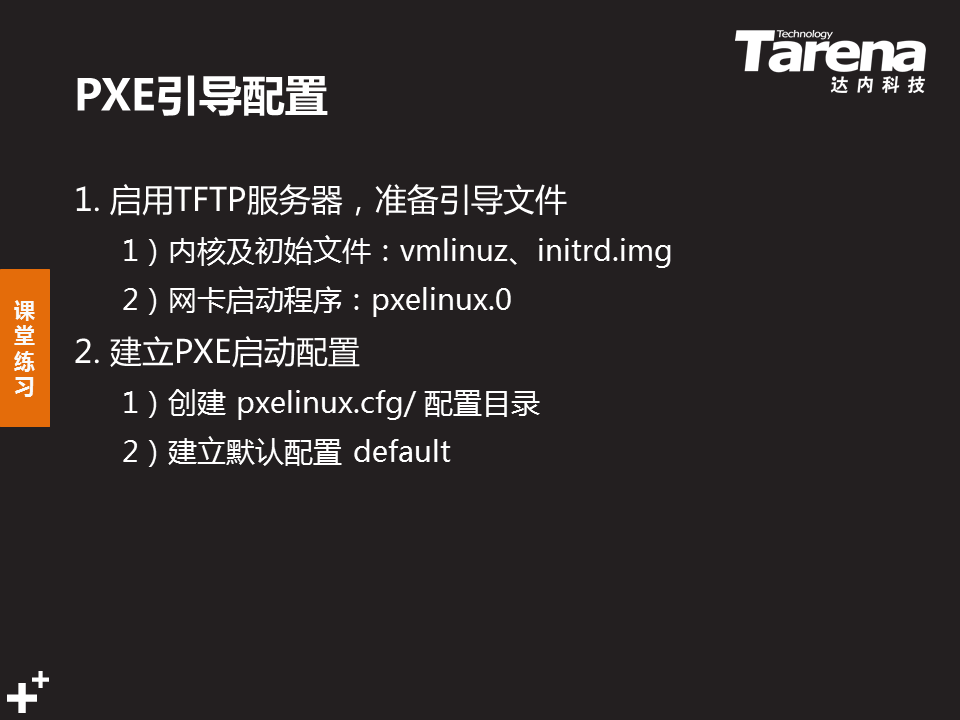 Technology
Tarena
达内科技
PXE引导配置
1. 启用TFTP服务器，准备引导文件
1）内核及初始文件：vmlinuz、initrd.img
2）网卡启动程序：pxelinux.0
2. 建立PXE启动配置
1）创建 pxelinux.cfg/ 配置目录
2）建立默认配置 default
课堂练习